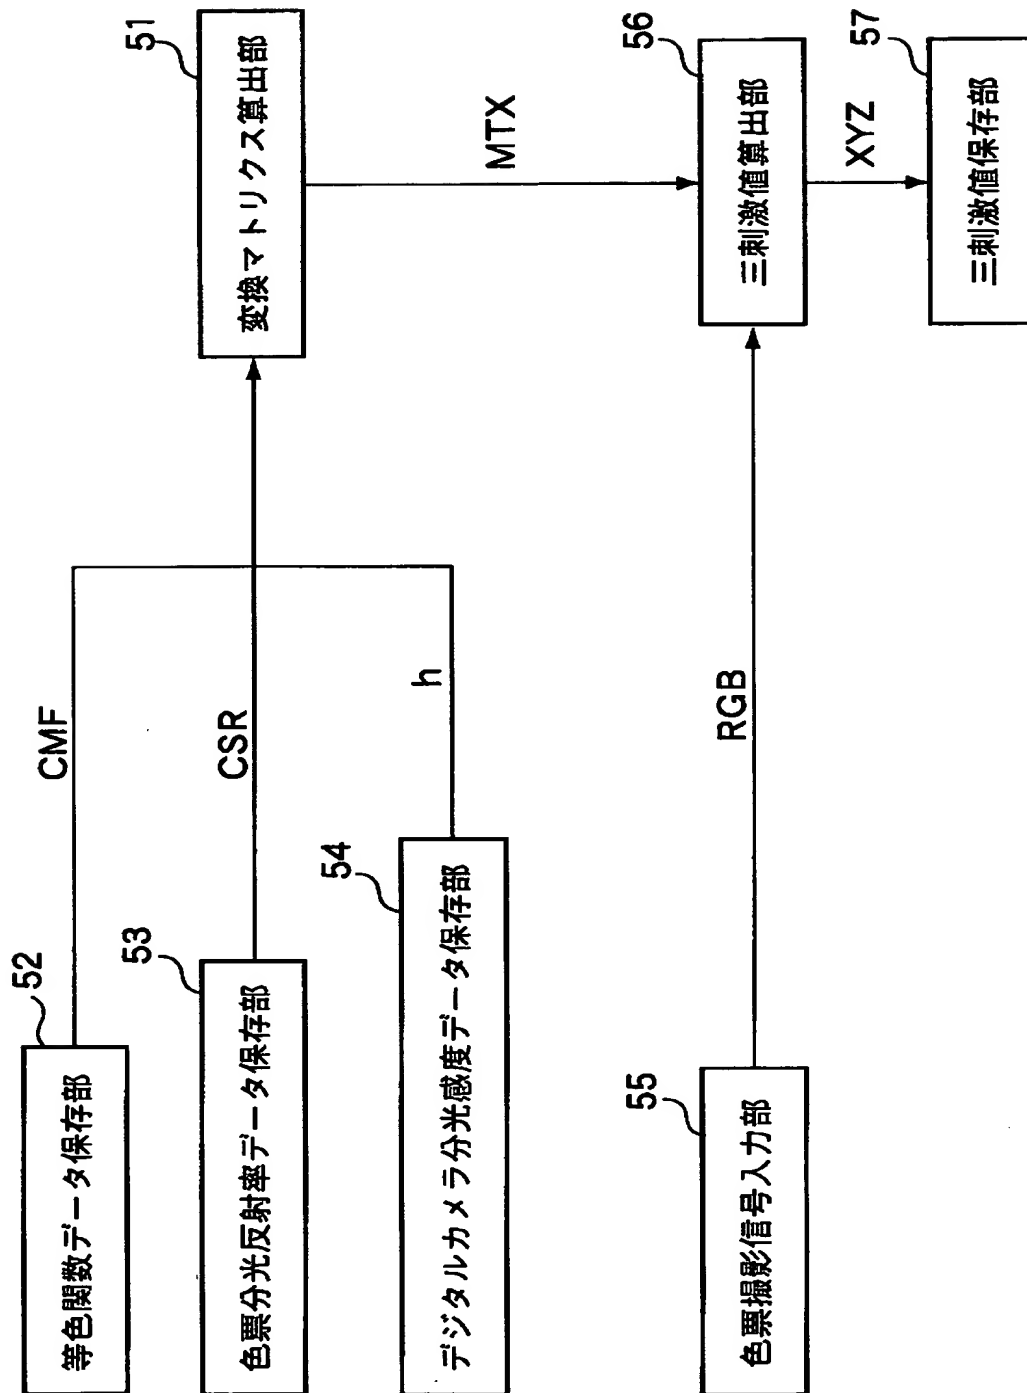 52
等色関数データ保存部
CMF
53
色票分光反射率データ保存部
CSR
51
変換マトリクス算出部
54
デジタルカメラ分光感度データ保存部
h
MTX
55
色票撮影信号入力部
RGB
56
三刺激値算出部
XYZ
57
三刺激値保存部